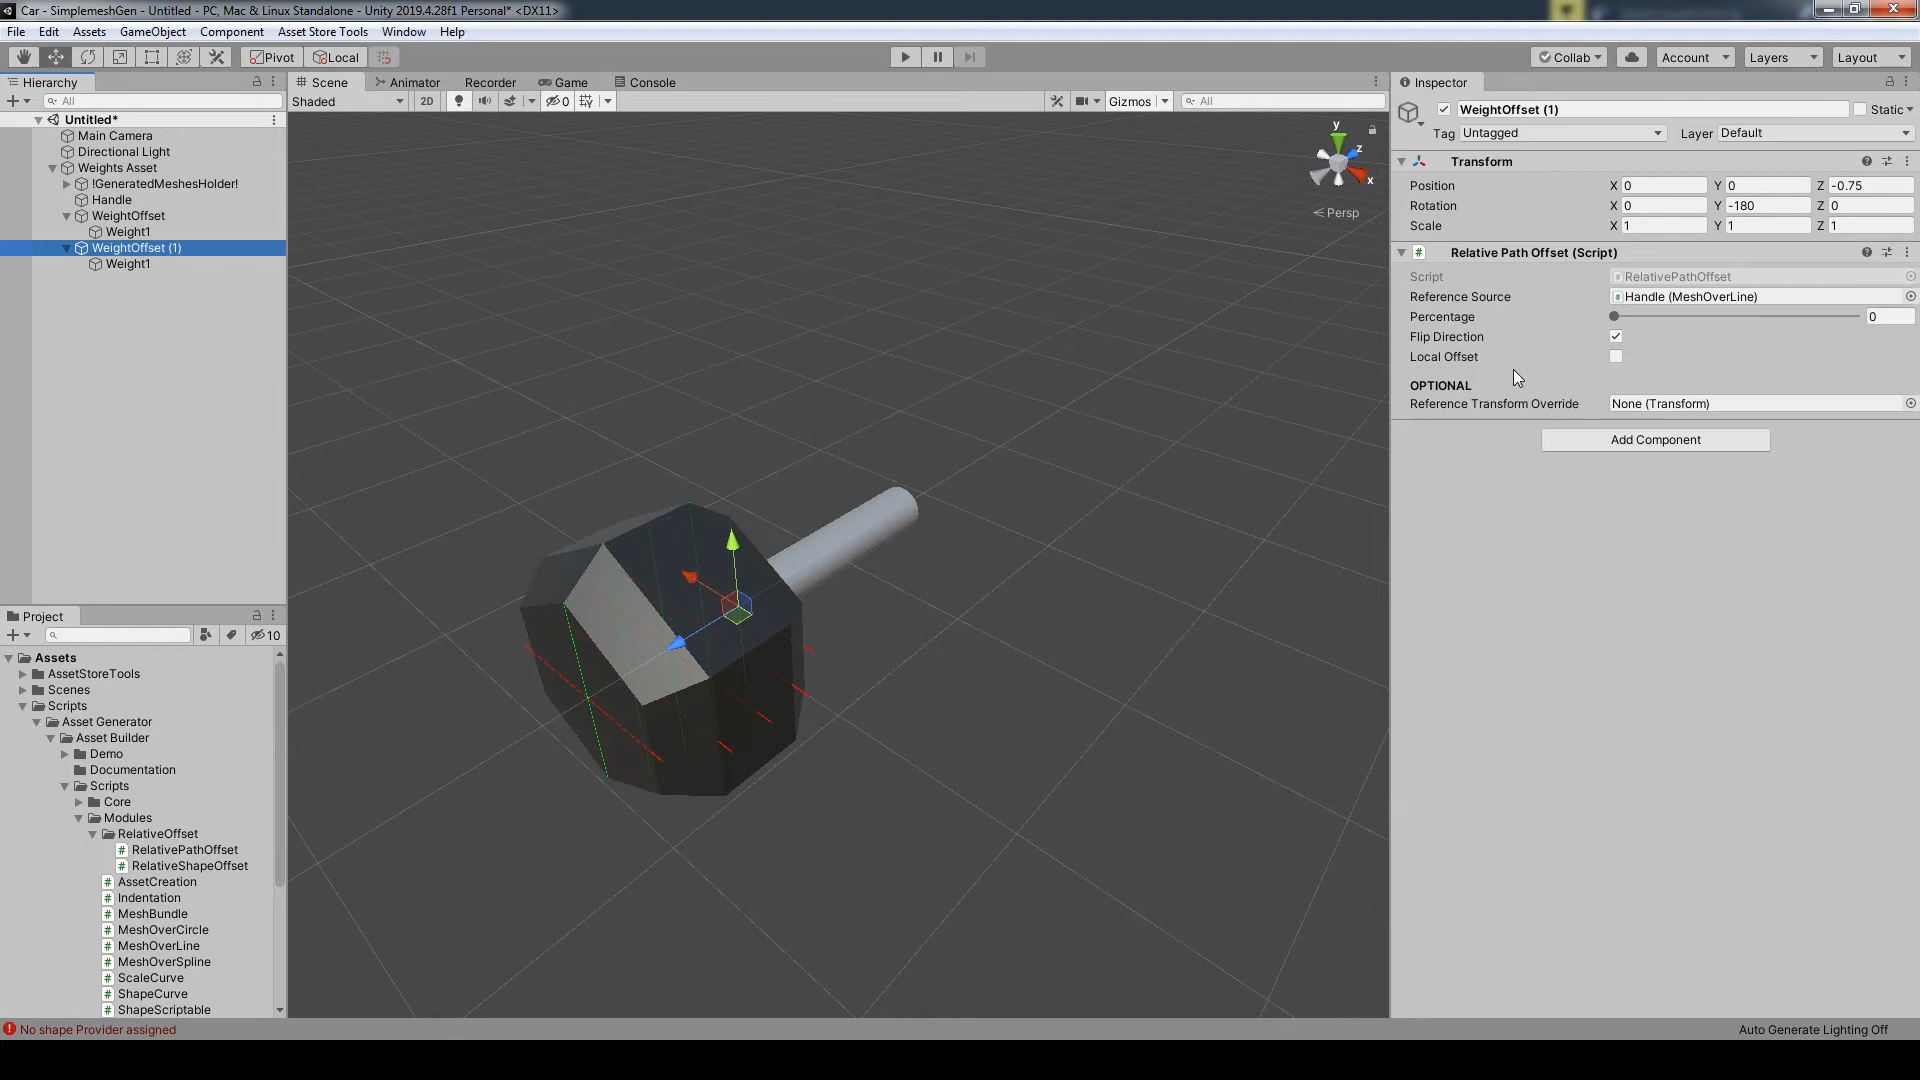 Car - SimplemeshGen - Untitled - PC, Mac & Linux Standalone - Unity 2019.4.28f1 Personal* <DX11>
File Edit Assets GameObject Component Asset Store Tools Window Help
Pivot Local Collab Account Layers Layout
Hierarchy
All
Untitled*
Main Camera
Directional Light
Weights Asset
!GeneratedMeshesHolder!
Handle
WeightOffset
Weight1
WeightOffset (1)
Weight1
Scene Animator Recorder Game Console
Shaded 2D 0 Gizmos All
y
z
x
< Persp
Project
10
Assets
AssetStoreTools
Scenes
Scripts
Asset Generator
Asset Builder
Demo
Documentation
Scripts
Core
Modules
RelativeOffset
RelativePathOffset
RelativeShapeOffset
AssetCreation
Indentation
MeshBundle
MeshOverCircle
MeshOverLine
MeshOverSpline
ScaleCurve
ShapeCurve
ShapeScriptable
Inspector
WeightOffset (1) Static
Tag Untagged Layer Default
Transform
Position X 0 Y 0 Z -0.75
Rotation X 0 Y -180 Z 0
Scale X 1 Y 1 Z 1
Relative Path Offset (Script)
Script RelativePathOffset
Reference Source Handle (MeshOverLine)
Percentage 0
Flip Direction
Local Offset
OPTIONAL
Reference Transform Override None (Transform)
Add Component
No shape Provider assigned
Auto Generate Lighting Off